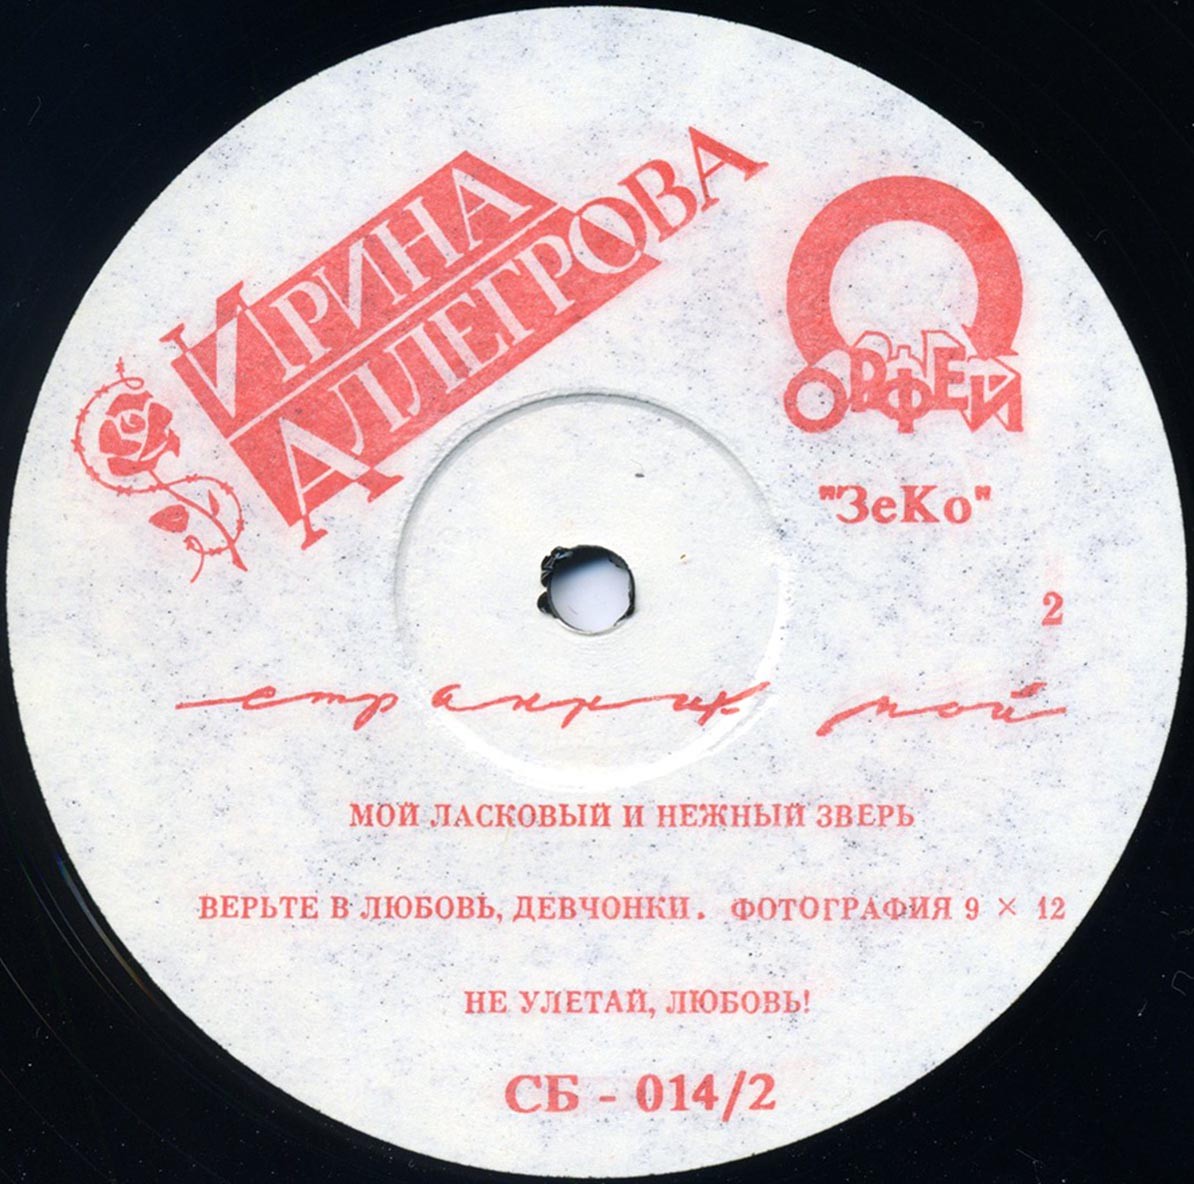 ИРИНА
АЛЛЕГРОВА
ОРФЕЙ
"ЗеКо"
2
странник мой
МОЙ ЛАСКОВЫЙ И НЕЖНЫЙ ЗВЕРЬ
ВЕРЬТЕ В ЛЮБОВЬ, ДЕВЧОНКИ. ФОТОГРАФИЯ 9 × 12
НЕ УЛЕТАЙ, ЛЮБОВЬ!
СБ - 014/2